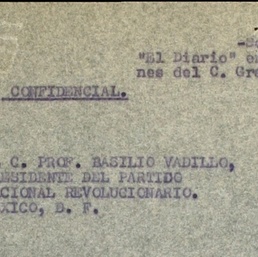 "El Diario" e
nes del C. Gr
CONFIDENCIAL.
C. PROF. BASILIO VADILLO,
ESIDENTE DEL PARTIDO
CIONAL REVOLUCIONARIO.
XICO, D. F.